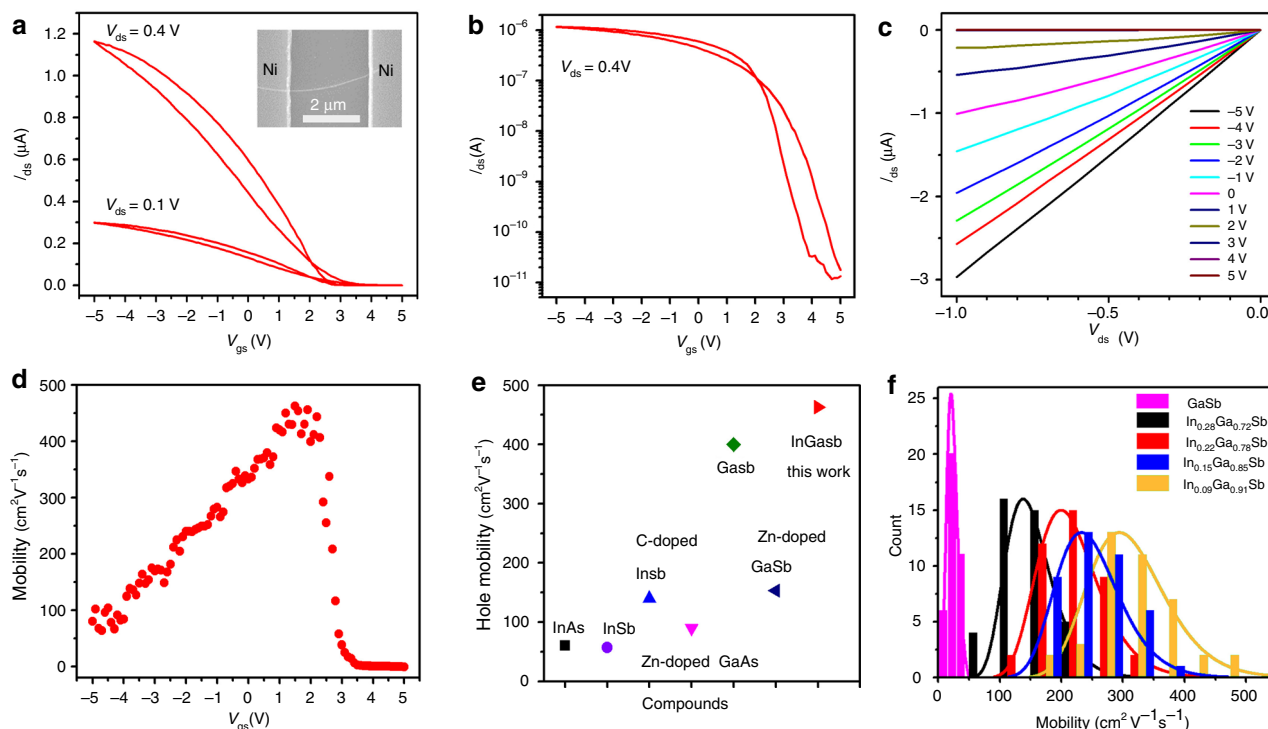 a
V_ds = 0.4 V
V_ds = 0.1 V
Ni
Ni
2 μm
1.2
1.0
0.8
0.6
0.4
0.2
0.0
I_ds (μA)
–5 –4 –3 –2 –1 0 1 2 3 4 5
V_gs (V)
b
V_ds = 0.4V
10⁻⁶
10⁻⁷
10⁻⁸
10⁻⁹
10⁻¹⁰
10⁻¹¹
I_ds(A)
–5 –4 –3 –2 –1 0 1 2 3 4 5
V_gs (V)
c
0
–1
–2
–3
I_ds (μA)
–5 V
–4 V
–3 V
–2 V
–1 V
0
1 V
2 V
3 V
4 V
5 V
–1.0 –0.5 0.0
V_ds (V)
d
500
400
300
200
100
0
Mobility (cm²V⁻¹s⁻¹)
–5 –4 –3 –2 –1 0 1 2 3 4 5
V_gs (V)
e
500
400
300
450
150
50
0
Hole mobility (cm²V⁻¹s⁻¹)
InGasb
this work
Gasb
C-doped
Insb
Zn-doped
GaSb
InAs
InSb
Zn-doped GaAs
Compounds
f
25
20
15
10
5
0
Count
GaSb
In₀.₂₈Ga₀.₇₂Sb
In₀.₂₂Ga₀.₇₈Sb
In₀.₁₅Ga₀.₈₅Sb
In₀.₀₉Ga₀.₉₁Sb
0 100 200 300 400 500
Mobility (cm² V⁻¹s⁻¹)